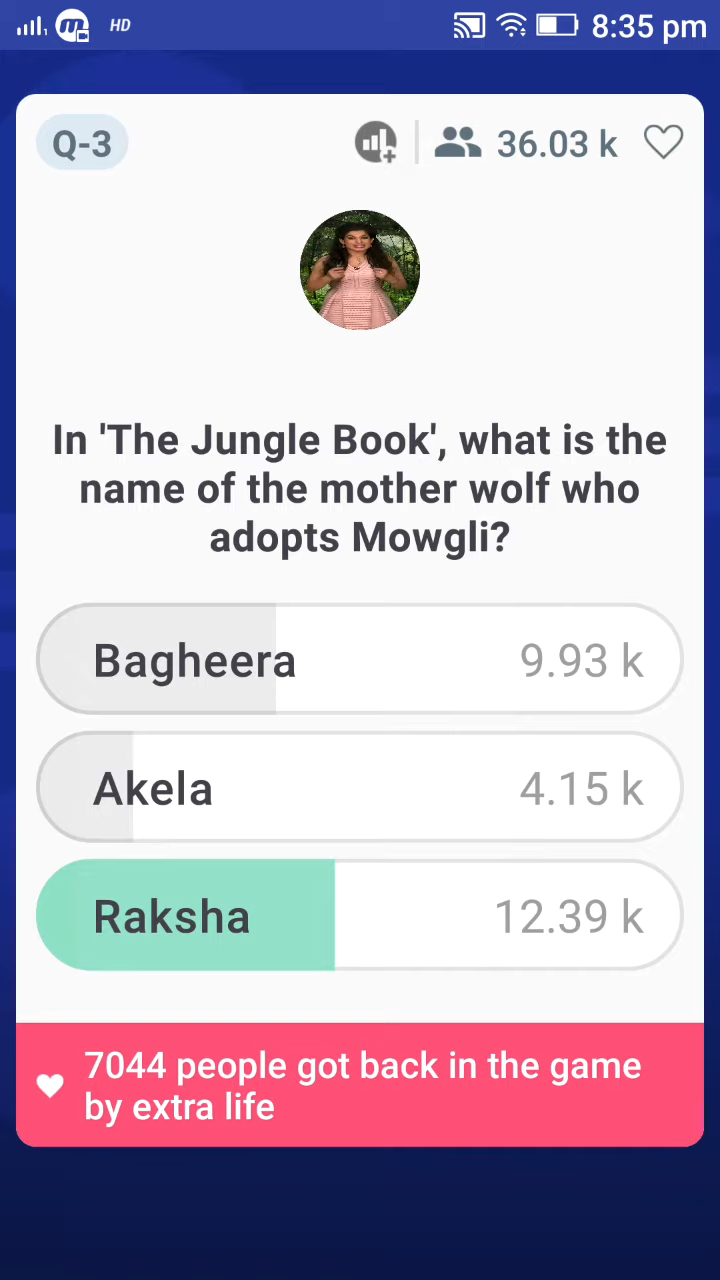 HD 8:35 pm
Q-3 36.03 k
In 'The Jungle Book', what is the
name of the mother wolf who
adopts Mowgli?
Bagheera 9.93 k
Akela 4.15 k
Raksha 12.39 k
7044 people got back in the game
by extra life